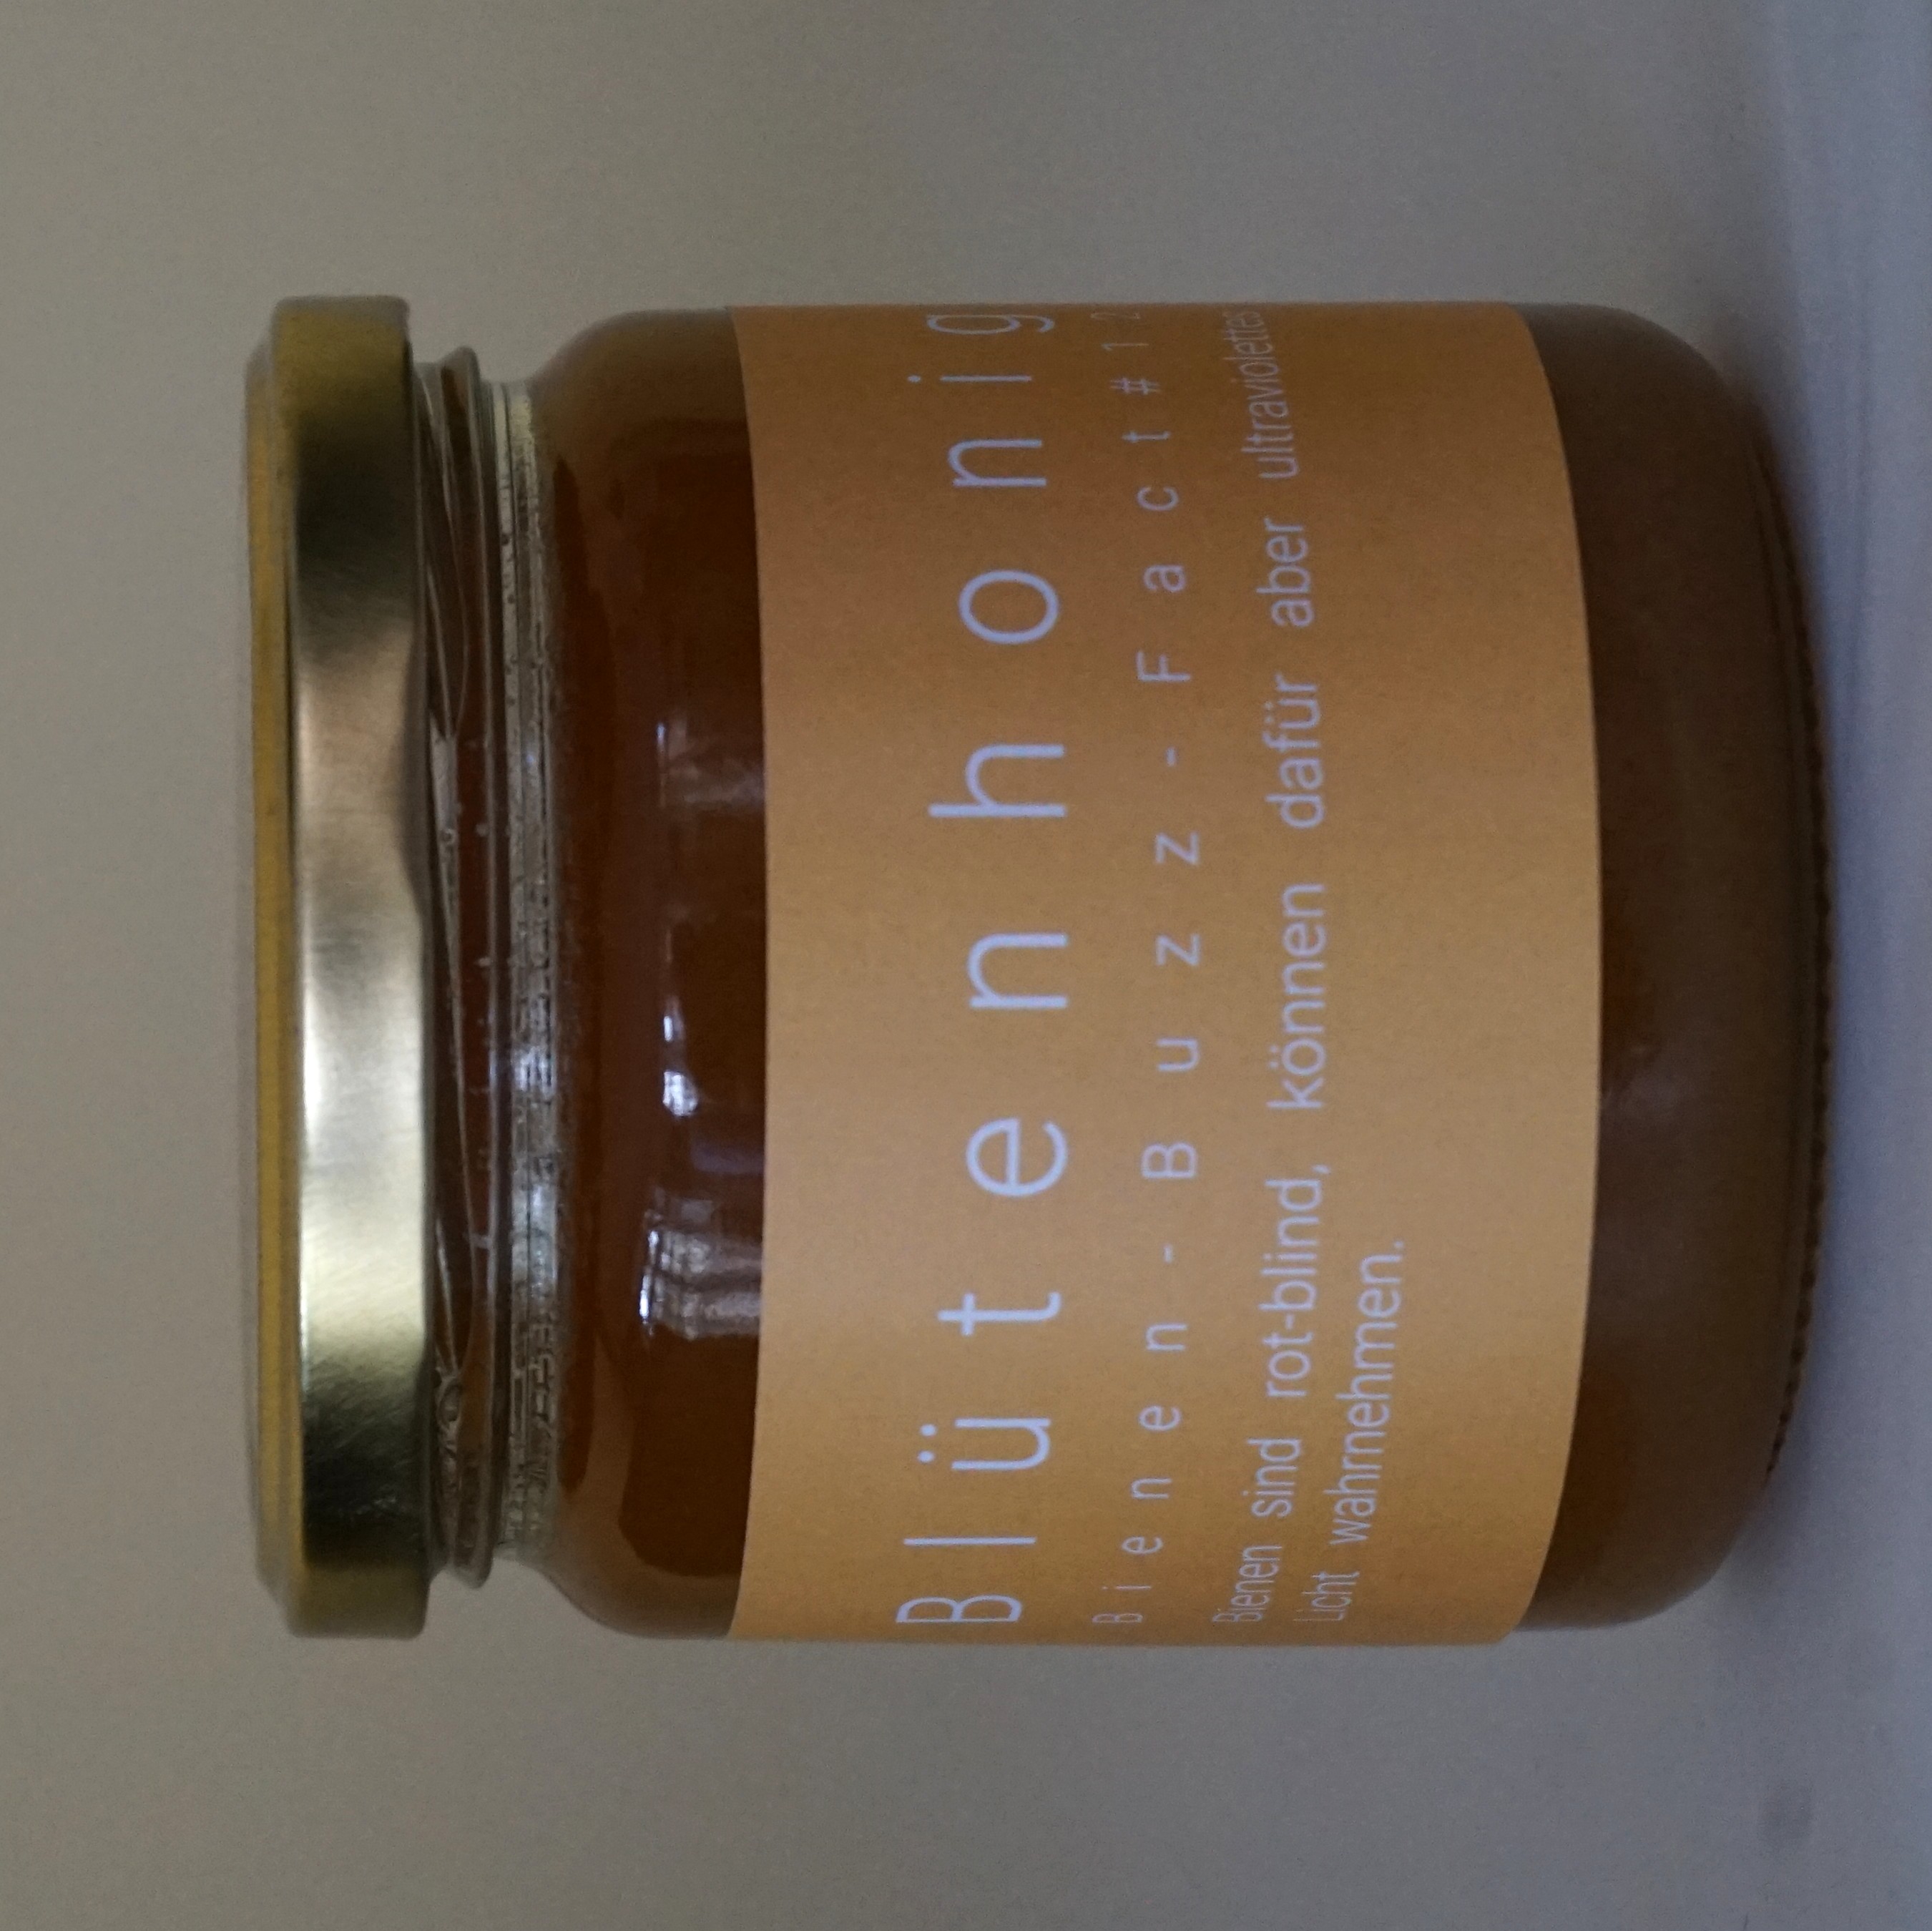 Blütenhonig
Bienen-Buzz-Fact#12
Bienen sind rot-blind, können dafür aber ultraviolettes
Licht wahrnehmen.